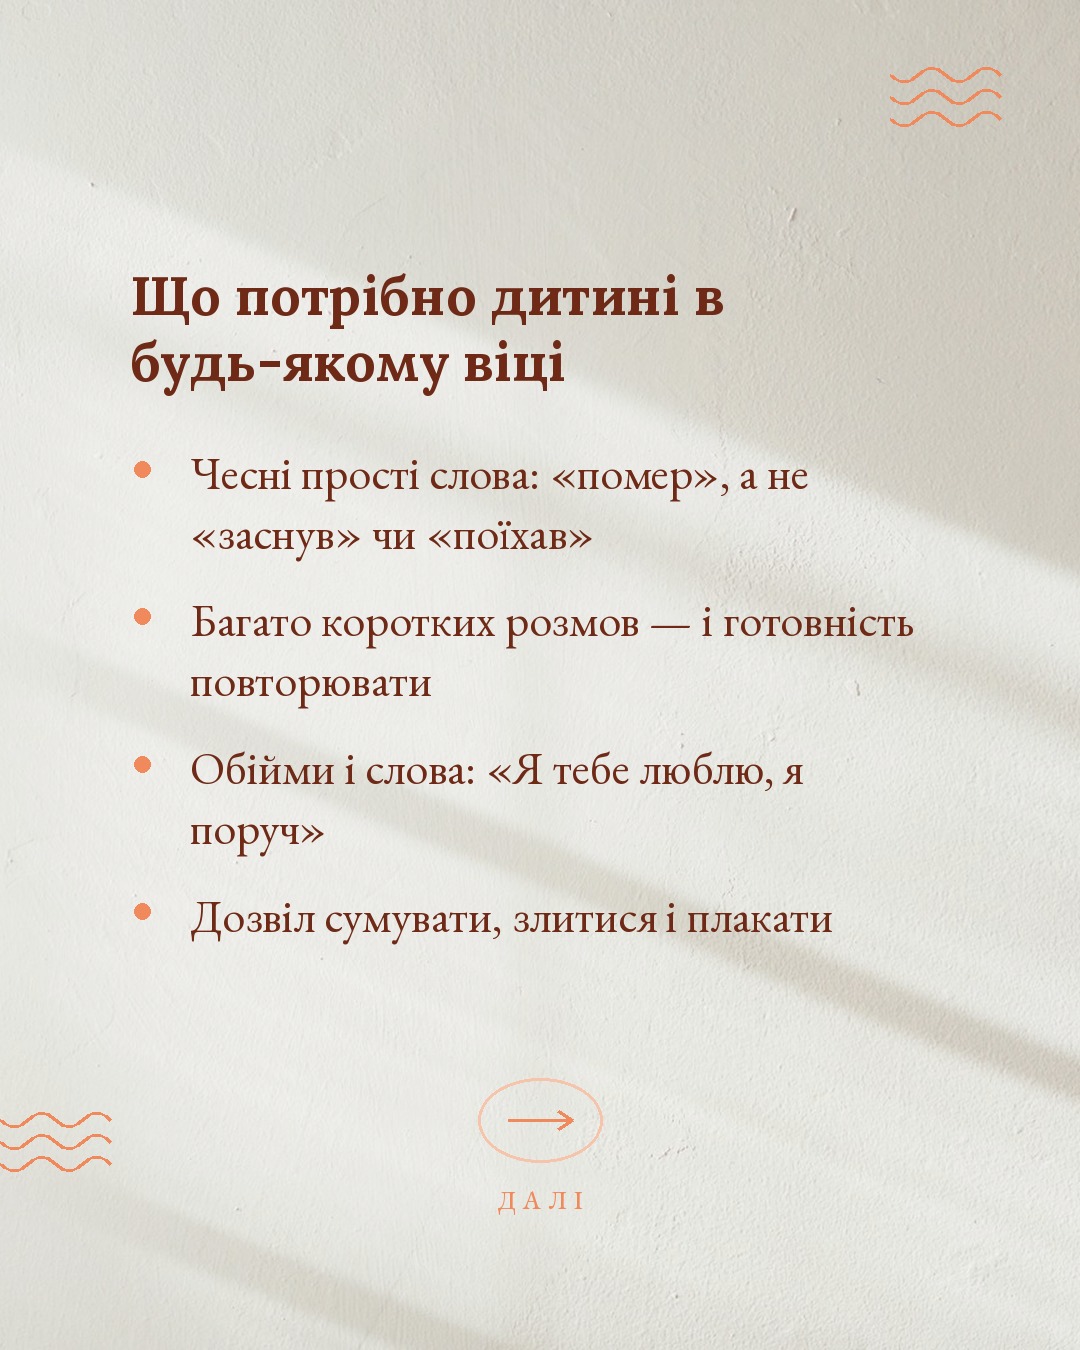 Що потрібно дитині в
будь-якому віці
• Чесні прості слова: «помер», а не
«заснув» чи «поїхав»
• Багато коротких розмов — і готовність
повторювати
• Обійми і слова: «Я тебе люблю, я
поруч»
• Дозвіл сумувати, злитися і плакати
ДАЛІ